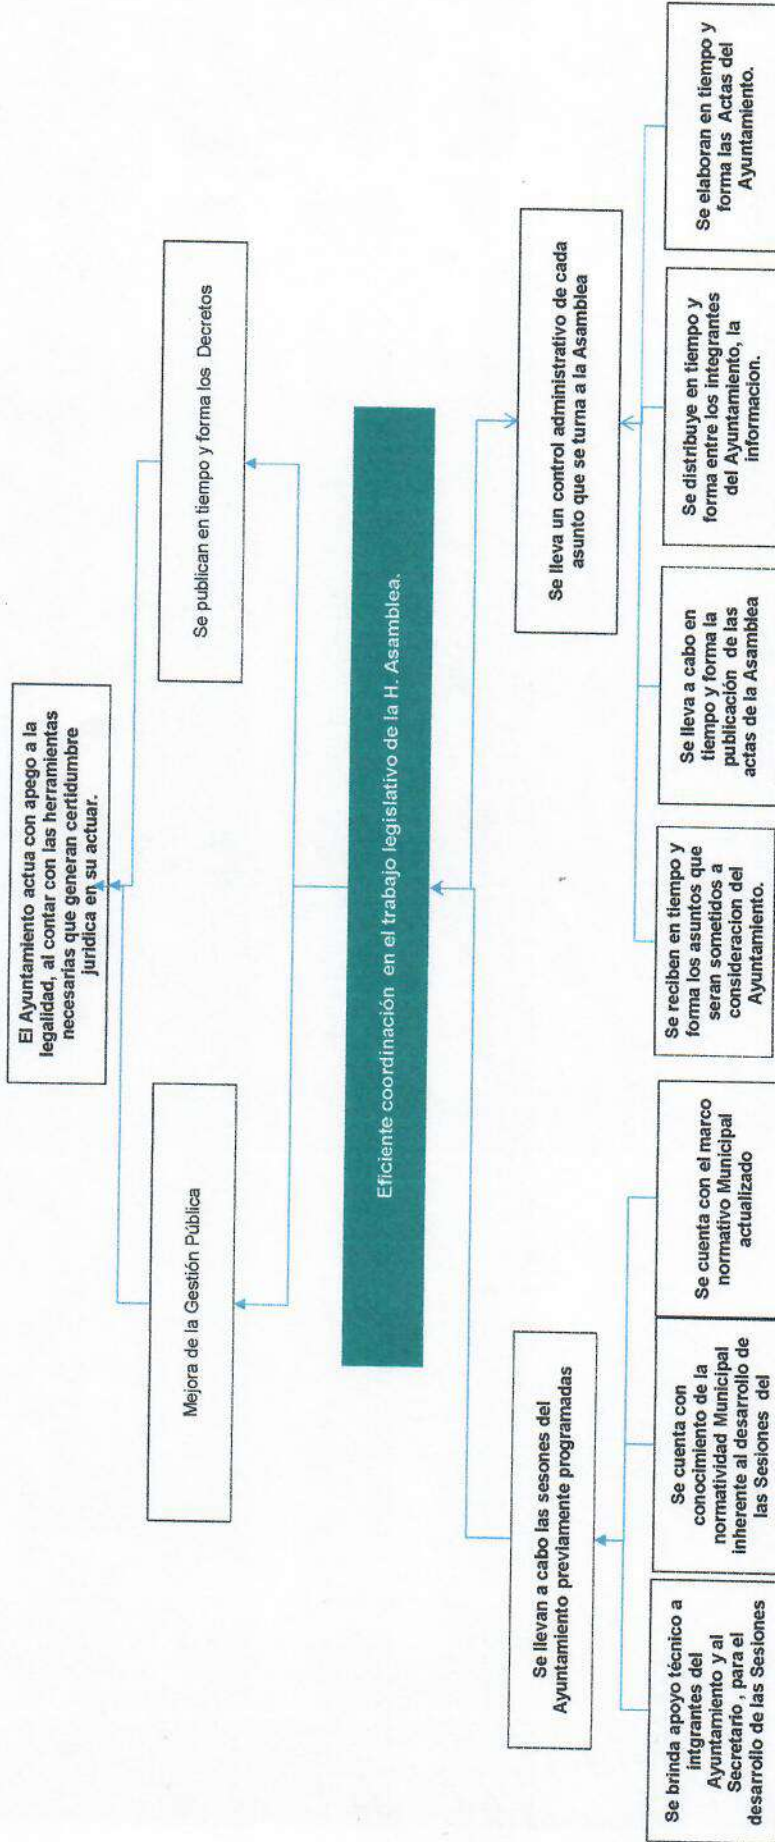 El Ayuntamiento actua con apego a la
legalidad, al contar con las herramientas
necesarias que generan certidumbre
juridica en su actuar.
Mejora de la Gestión Pública
Se publican en tiempo y forma los Decretos
Eficiente coordinación en el trabajo legislativo de la H. Asamblea.
Se llevan a cabo las sesones del
Ayuntamiento previamente programadas
Se lleva un control administrativo de cada
asunto que se turna a la Asamblea
Se brinda apoyo técnico a
intgrantes del
Ayuntamiento y al
Secretario , para el
desarrollo de las Sesiones
Se cuenta con
conocimiento de la
normatividad Municipal
inherente al desarrollo de
las Sesiones del
Se cuenta con el marco
normativo Municipal
actualizado
Se reciben en tiempo y
forma los asuntos que
seran sometidos a
consideracion del
Ayuntamiento.
Se lleva a cabo en
tiempo y forma la
publicación de las
actas de la Asamblea
Se distribuye en tiempo y
forma entre los integrantes
del Ayuntamiento, la
informacion.
Se elaboran en tiempo y
forma las Actas del
Ayuntamiento.